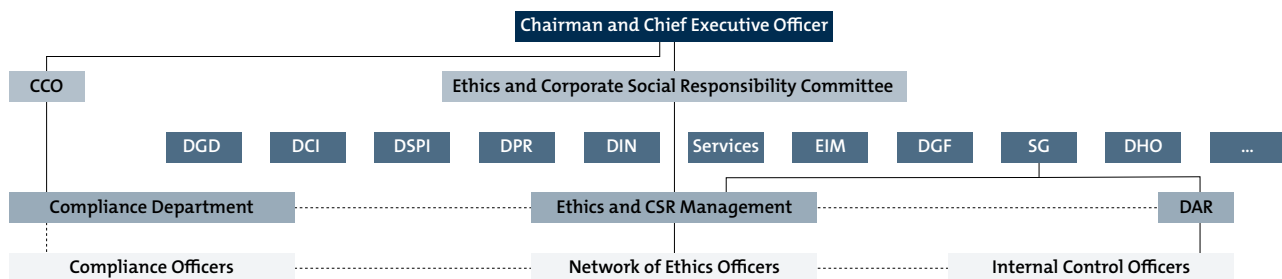 Chairman and Chief Executive Officer
CCO
Ethics and Corporate Social Responsibility Committee
DGD
DCI
DSPI
DPR
DIN
Services
EIM
DGF
SG
DHO
...
Compliance Department
Ethics and CSR Management
DAR
Compliance Officers
Network of Ethics Officers
Internal Control Officers